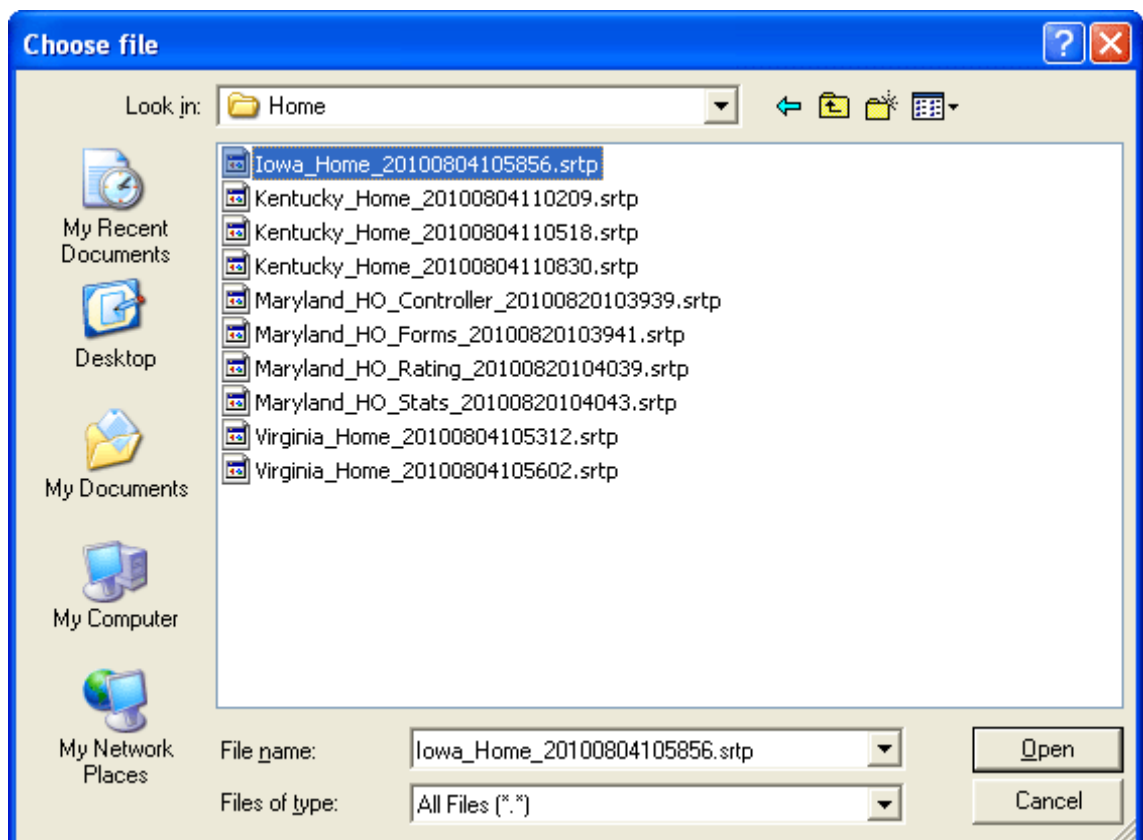 Choose file
Look in: Home
Iowa_Home_20100804105856.srtp
Kentucky_Home_20100804110209.srtp
Kentucky_Home_20100804110518.srtp
Kentucky_Home_20100804110830.srtp
Maryland_HO_Controller_20100820103939.srtp
Maryland_HO_Forms_20100820103941.srtp
Maryland_HO_Rating_20100820104039.srtp
Maryland_HO_Stats_20100820104043.srtp
Virginia_Home_20100804105312.srtp
Virginia_Home_20100804105602.srtp
My Recent
Documents
Desktop
My Documents
My Computer
My Network
Places
File name: Iowa_Home_20100804105856.srtp Open
Files of type: All Files (*.*) Cancel